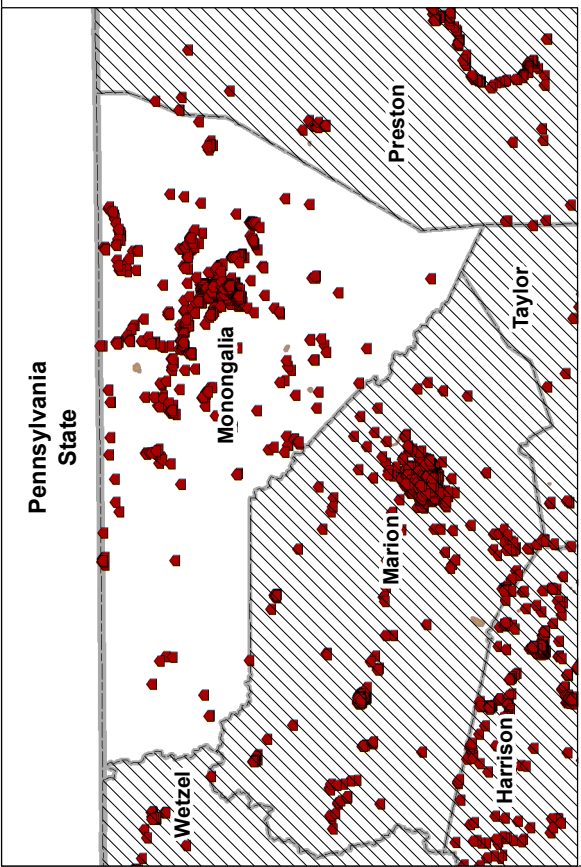 Pennsylvania
State
Preston
Monongalia
Taylor
Marion
Wetzel
Harrison